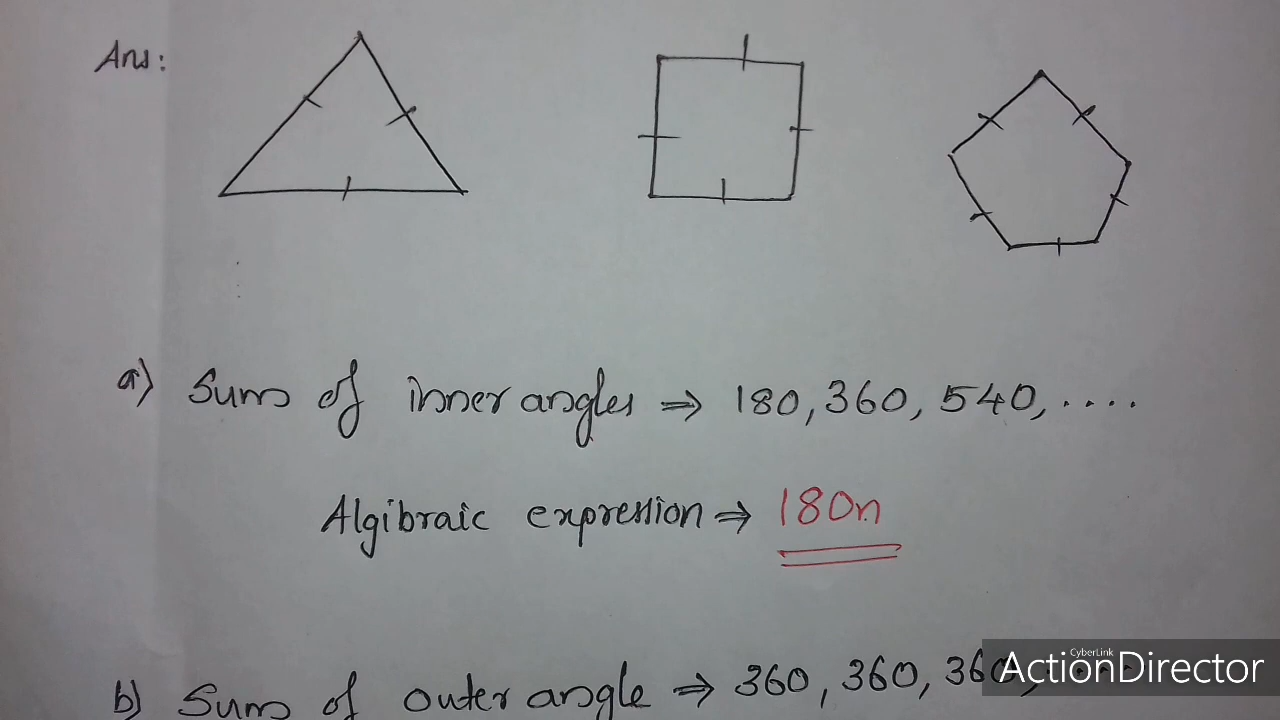 Ans:
a) Sum of inner angles ⇒ 180, 360, 540, ....
Algibraic expression ⇒ 180n
b) Sum of outer angle ⇒ 360, 360, 360, ....
CyberLink
ActionDirector